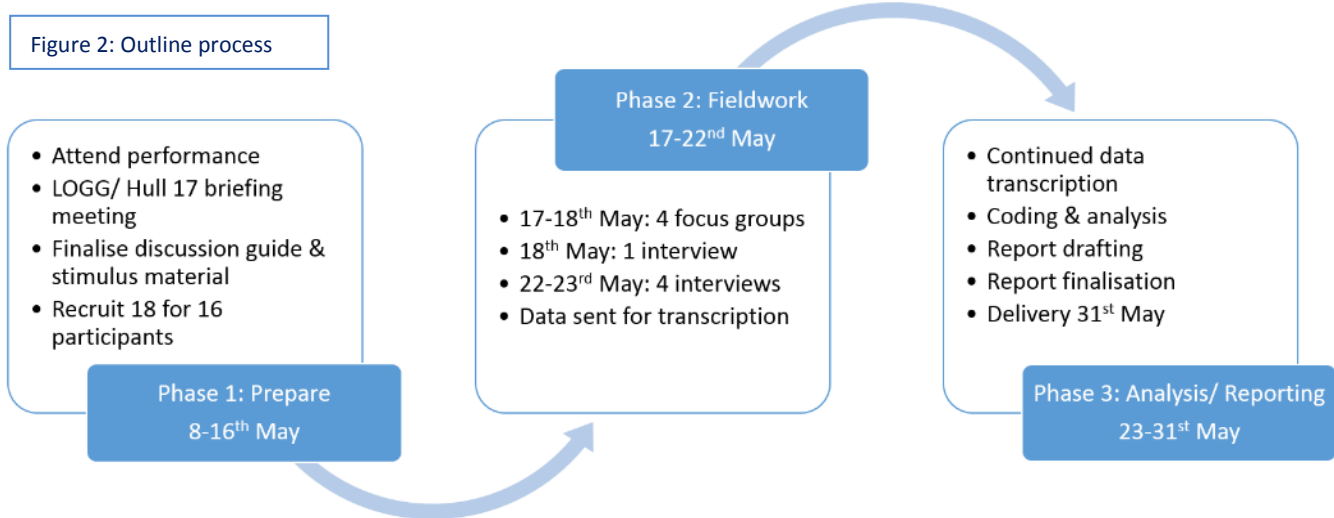 Figure 2: Outline process
• Attend performance
• LOGG/ Hull 17 briefing
meeting
• Finalise discussion guide &
stimulus material
• Recruit 18 for 16
participants
Phase 1: Prepare
8-16th May
Phase 2: Fieldwork
17-22nd May
• 17-18th May: 4 focus groups
• 18th May: 1 interview
• 22-23rd May: 4 interviews
• Data sent for transcription
• Continued data
transcription
• Coding & analysis
• Report drafting
• Report finalisation
• Delivery 31st May
Phase 3: Analysis/ Reporting
23-31st May